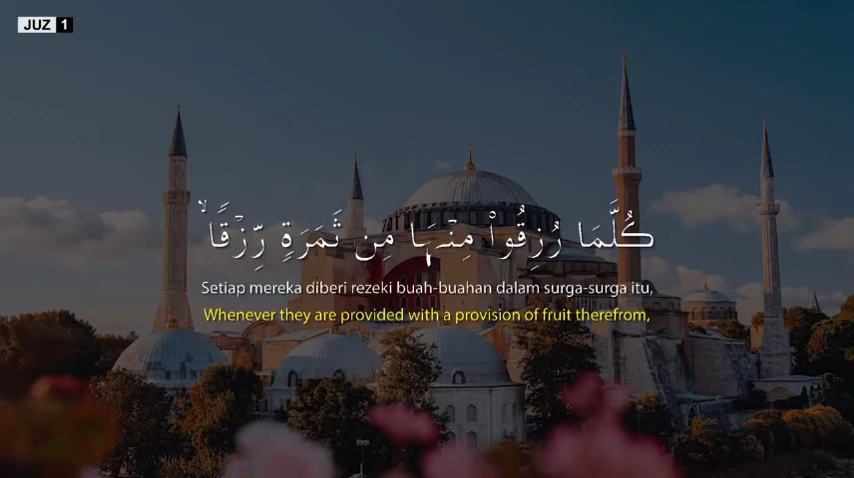 JUZ 1
كُلَّمَا رُزِقُوا۟ مِنْهَا مِن ثَمَرَةٍ رِّزْقًا ۙ
Setiap mereka diberi rezeki buah-buahan dalam surga-surga itu,
Whenever they are provided with a provision of fruit therefrom,